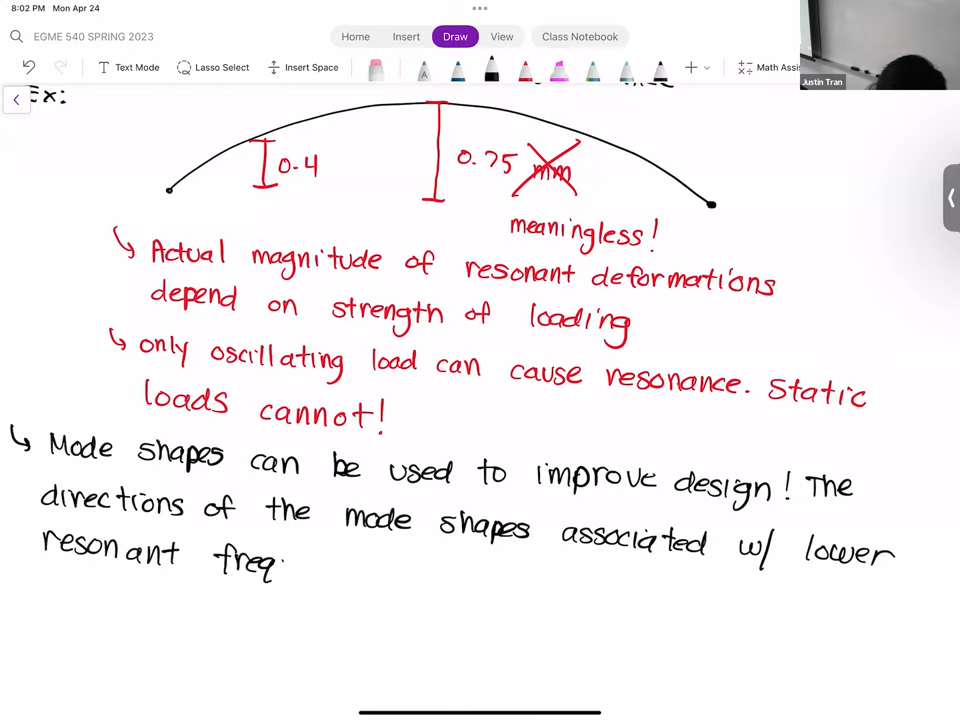 8:02 PM Mon Apr 24
EGME 540 SPRING 2023
Home Insert Draw View Class Notebook
Text Mode Lasso Select Insert Space Math Assis
Justin Tran
Ex:
0.4
0.75 mm
meaningless!
↳ Actual magnitude of resonant deformations
depend on strength of loading
↳ only oscillating load can cause resonance. Static
loads cannot!
↳ Mode shapes can be used to improve design! The
directions of the mode shapes associated w/ lower
resonant freq.